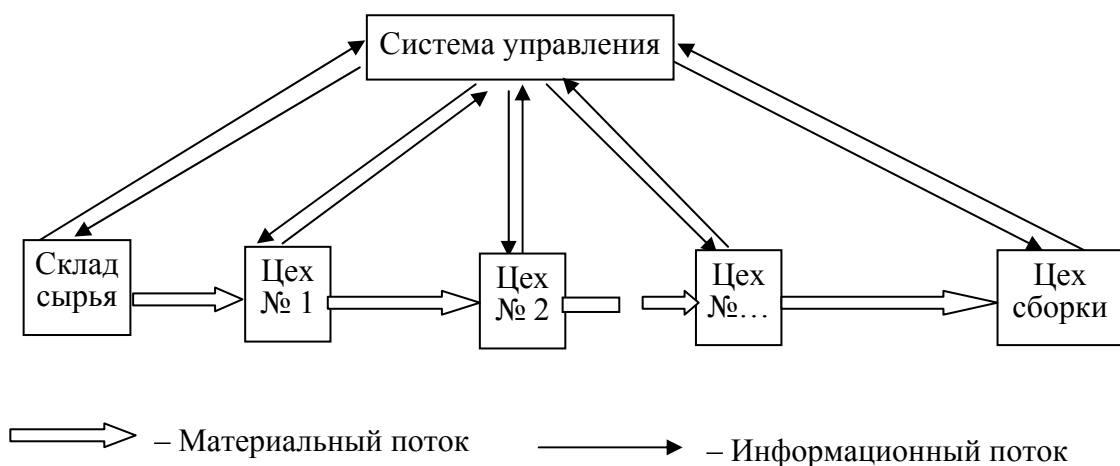 Система управления
Склад
сырья
Цех
№ 1
Цех
№ 2
Цех
№…
Цех
сборки
– Материальный поток
– Информационный поток